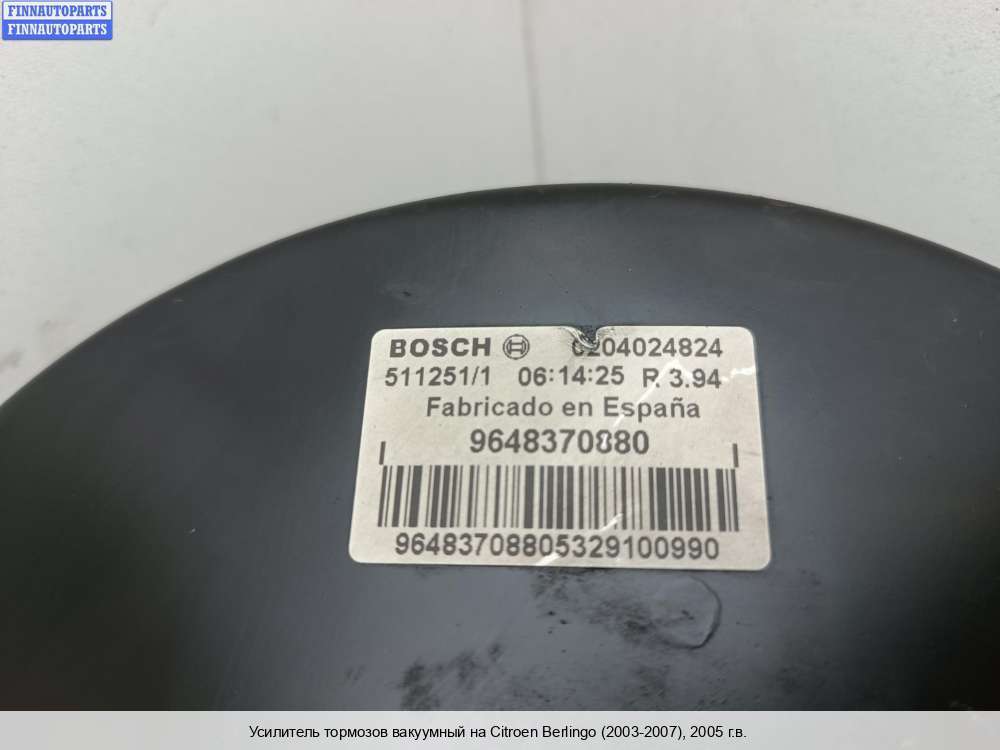 FINNAUTOPARTS
FINNAUTOPARTS
BOSCH 0204024824
511251/1 06:14:25 R 3.94
Fabricado en España
9648370880
96483708805329100990
Усилитель тормозов вакуумный на Citroen Berlingo (2003-2007), 2005 г.в.